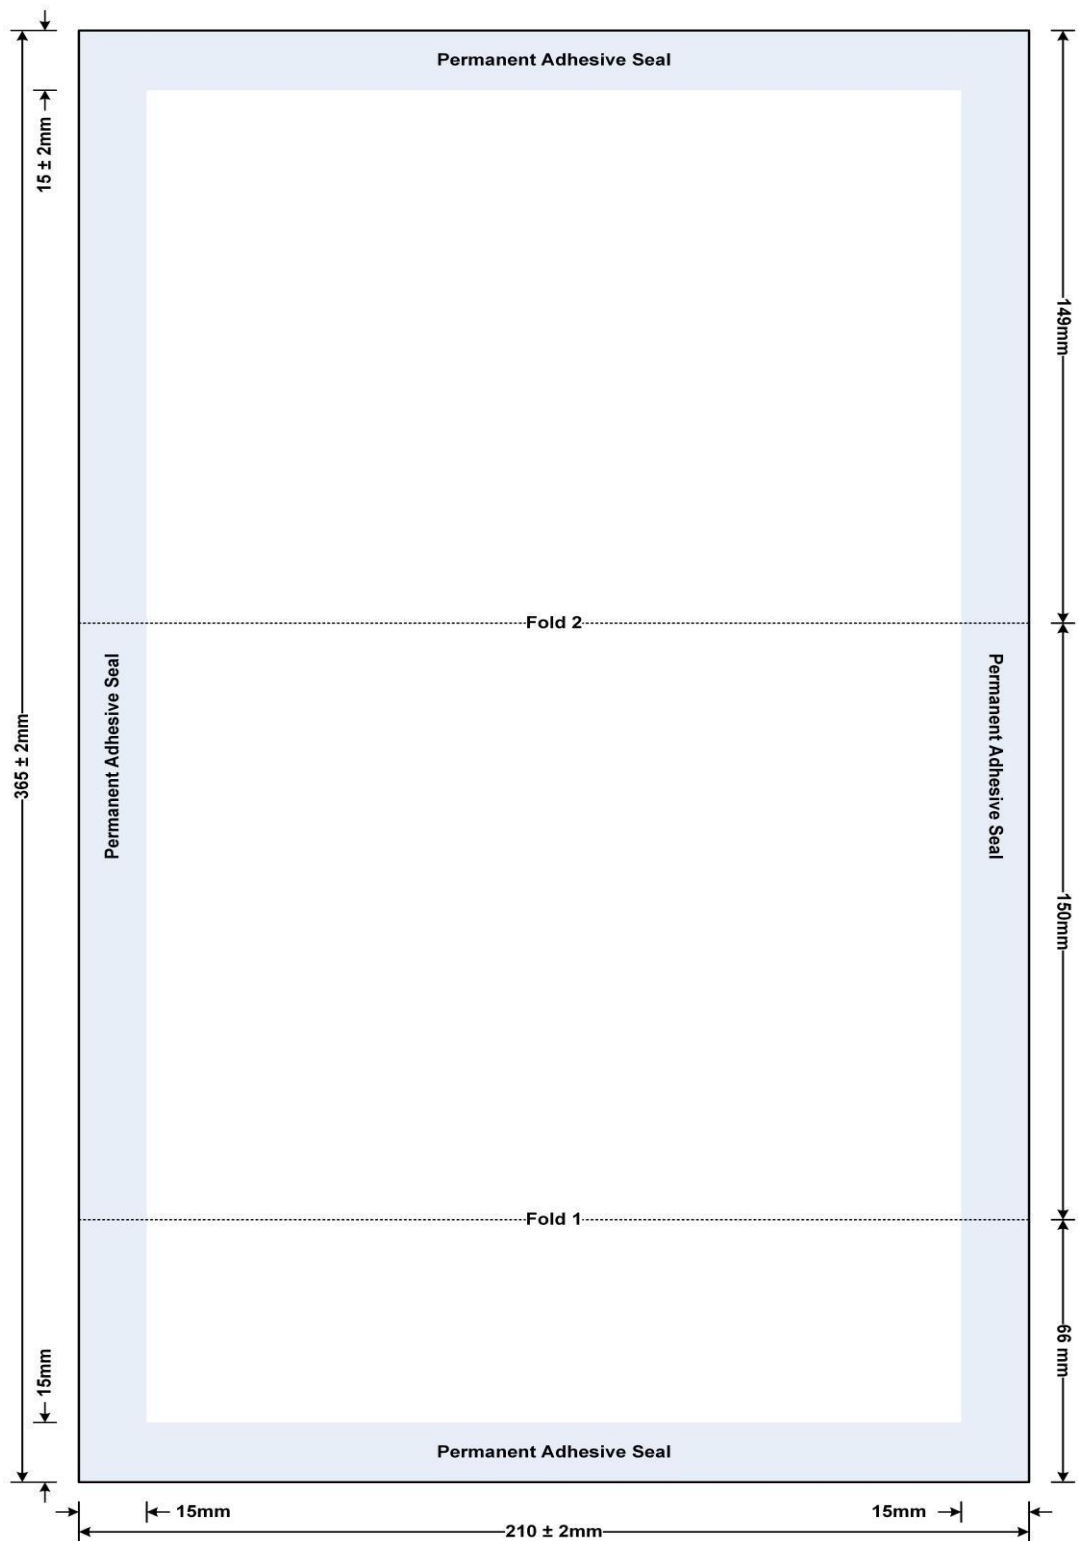 Permanent Adhesive Seal
15 ± 2mm
149mm
Fold 2
Permanent Adhesive Seal
Permanent Adhesive Seal
365 ± 2mm
150mm
Fold 1
66 mm
15mm
Permanent Adhesive Seal
15mm
15mm
210 ± 2mm